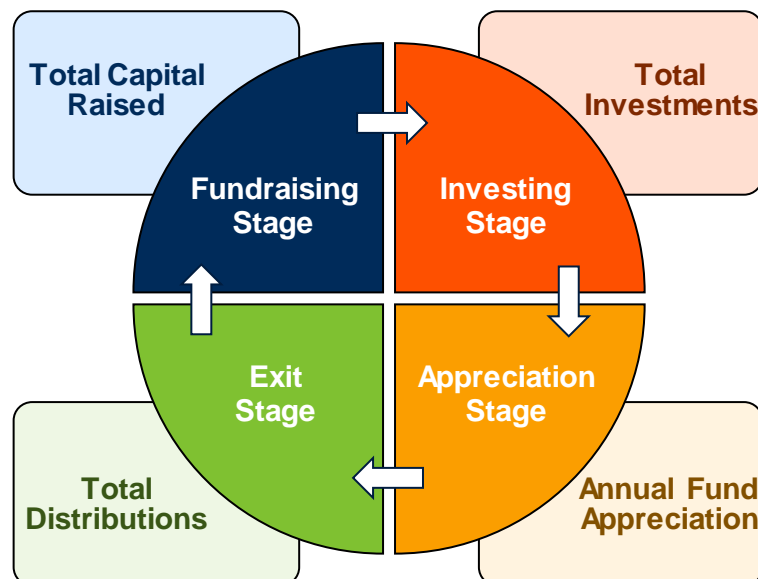 Total Capital
Raised
Total
Investments
Fundraising
Stage
Investing
Stage
Exit
Stage
Appreciation
Stage
Total
Distributions
Annual Fund
Appreciation